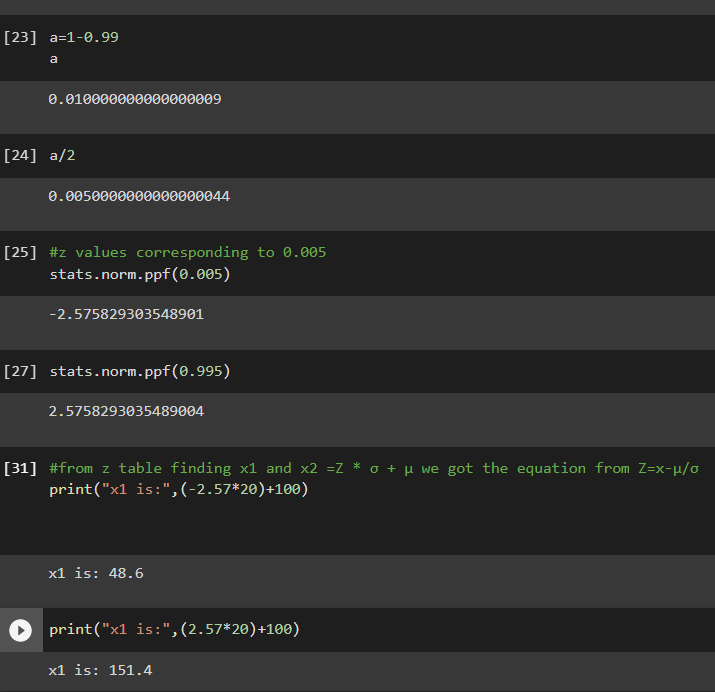 [23] a=1-0.99
a
0.010000000000000009
[24] a/2
0.0050000000000000044
[25] #z values corresponding to 0.005
stats.norm.ppf(0.005)
-2.575829303548901
[27] stats.norm.ppf(0.995)
2.5758293035489004
[31] #from z table finding x1 and x2 =Z * σ + μ we got the equation from Z=x-μ/σ
print("x1 is:",(-2.57*20)+100)
x1 is: 48.6
print("x1 is:",(2.57*20)+100)
x1 is: 151.4